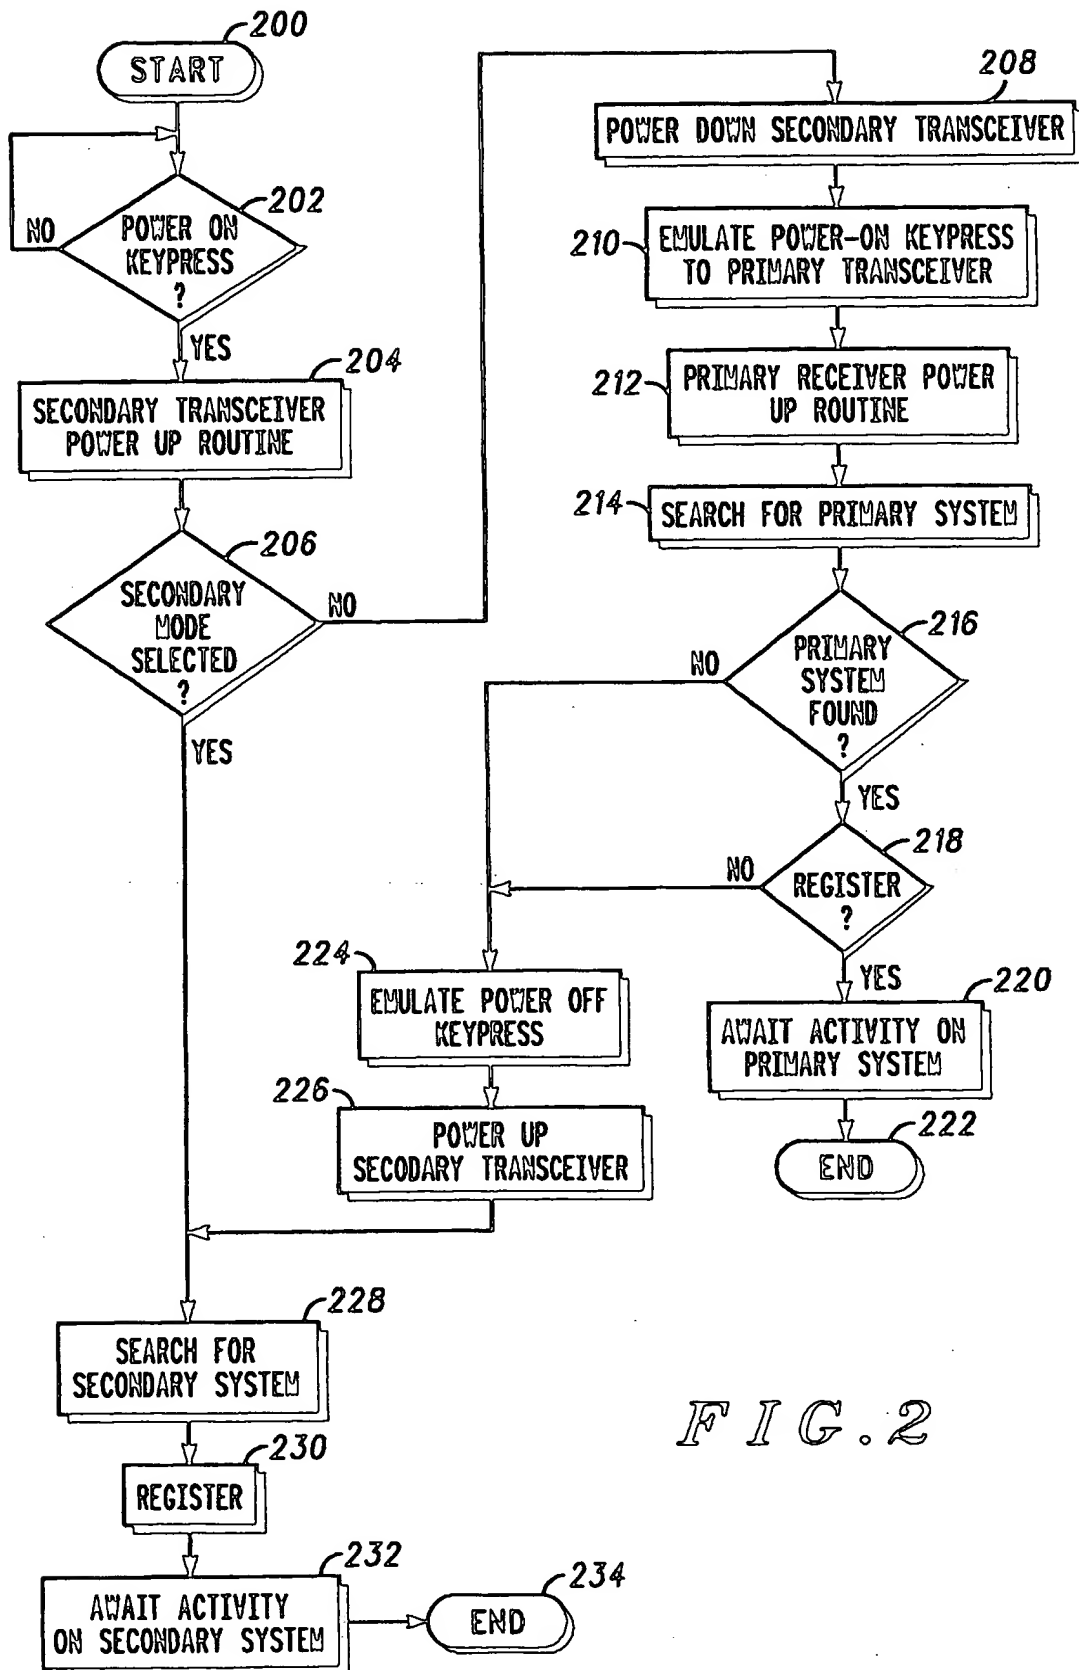 200
START
202
NO
POWER ON
KEYPRESS
?
YES
204
SECONDARY TRANSCEIVER
POWER UP ROUTINE
206
SECONDARY
MODE
SELECTED
?
NO
YES
208
POWER DOWN SECONDARY TRANSCEIVER
210
EMULATE POWER-ON KEYPRESS
TO PRIMARY TRANSCEIVER
212
PRIMARY RECEIVER POWER
UP ROUTINE
214
SEARCH FOR PRIMARY SYSTEM
216
NO
PRIMARY
SYSTEM
FOUND
?
YES
218
NO
REGISTER
?
YES
220
AWAIT ACTIVITY ON
PRIMARY SYSTEM
222
END
224
EMULATE POWER OFF
KEYPRESS
226
POWER UP
SECODARY TRANSCEIVER
228
SEARCH FOR
SECONDARY SYSTEM
230
REGISTER
232
AWAIT ACTIVITY
ON SECONDARY SYSTEM
234
END
FIG.2